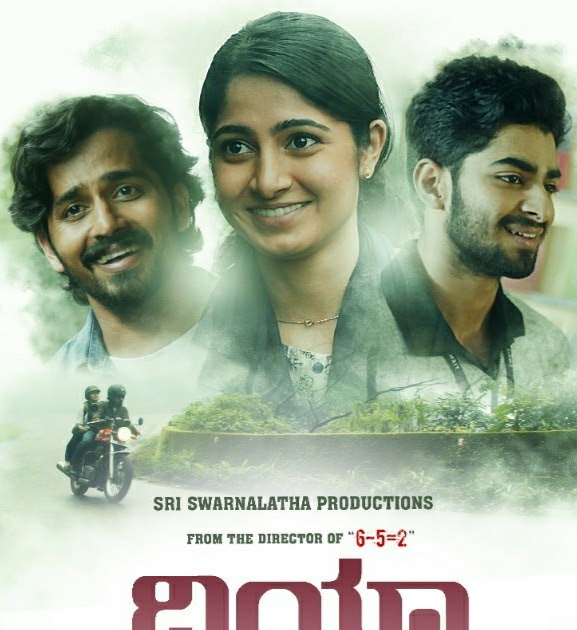 SRI SWARNALATHA PRODUCTIONS
FROM THE DIRECTOR OF "6-5=2"
ದಿಯಾ